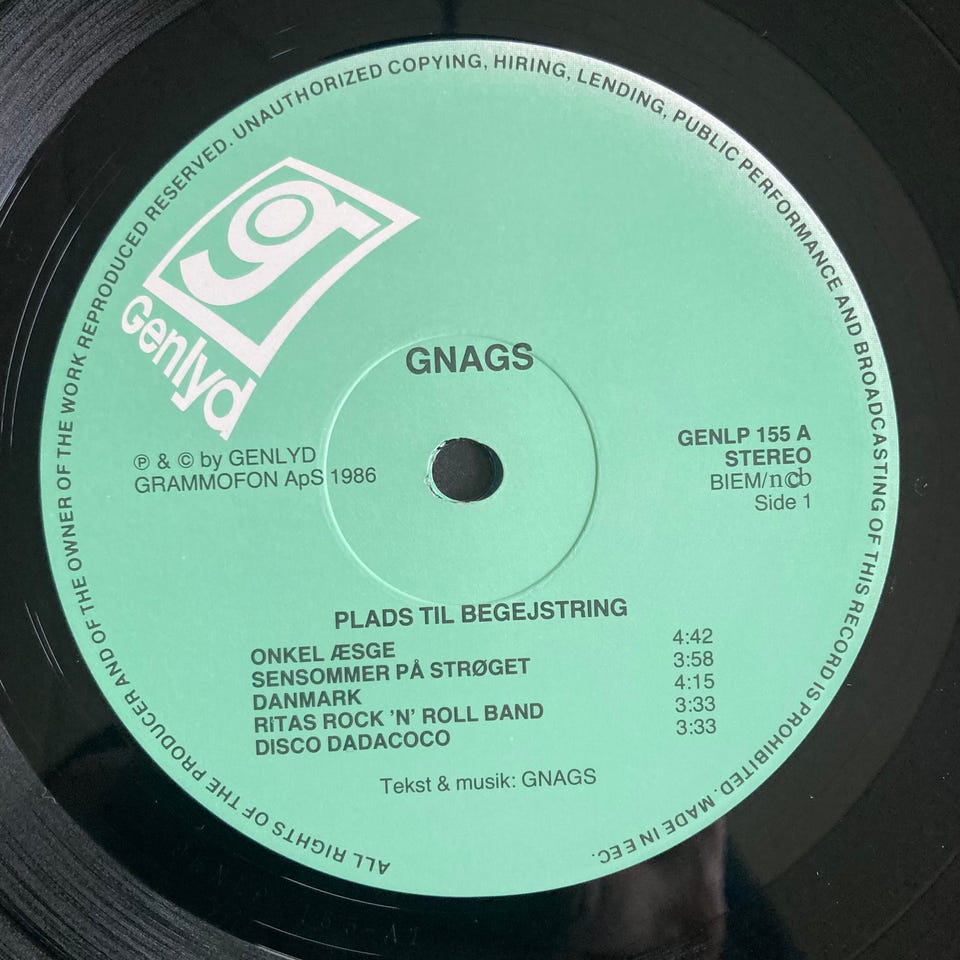 ALL RIGHTS OF THE PRODUCER AND OF THE OWNER OF THE WORK REPRODUCED RESERVED. UNAUTHORIZED COPYING, HIRING, LENDING, PUBLIC PERFORMANCE AND BROADCASTING OF THIS RECORD IS PROHIBITED. MADE IN EEC.
g
Genlyd
GNAGS
℗ & © by GENLYD
GRAMMOFON ApS 1986
GENLP 155 A
STEREO
BIEM/ncb
Side 1
PLADS TIL BEGEJSTRING
ONKEL ÆSGE 4:42
SENSOMMER PÅ STRØGET 3:58
DANMARK 4:15
RITAS ROCK 'N' ROLL BAND 3:33
DISCO DADACOCO 3:33
Tekst & musik: GNAGS